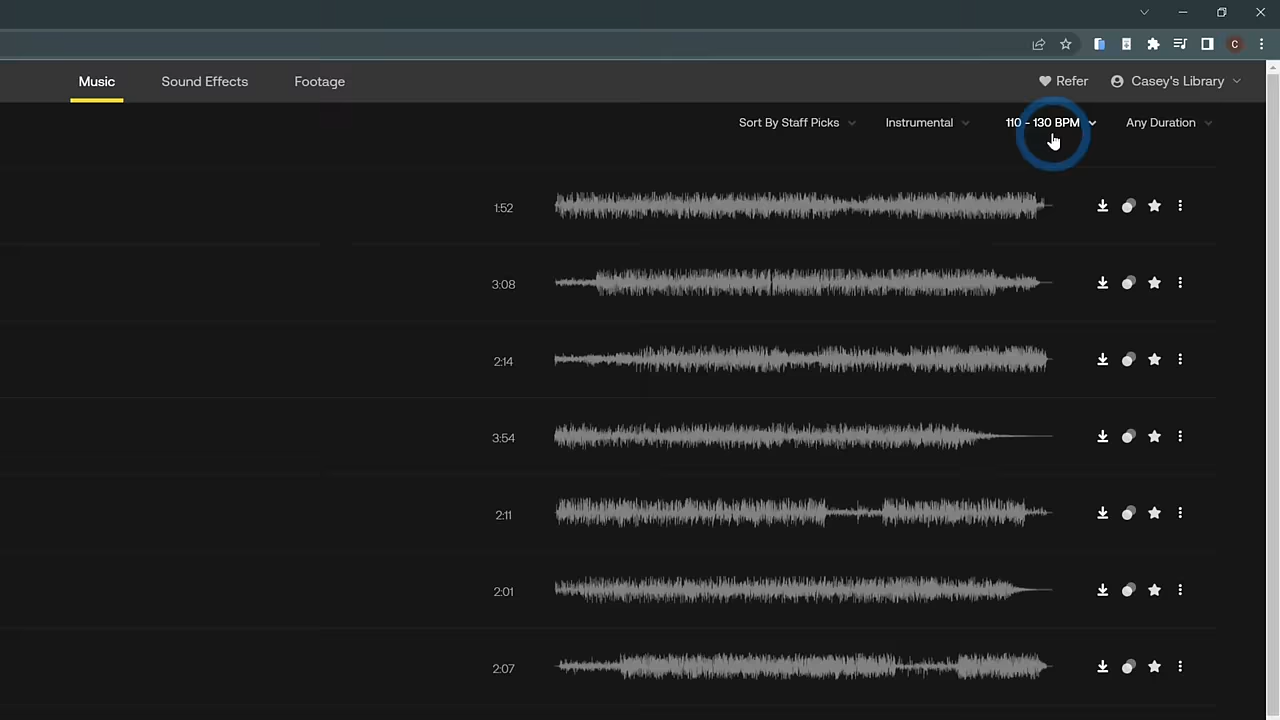 C
Music Sound Effects Footage Refer Casey's Library
Sort By Staff Picks Instrumental 110 - 130 BPM Any Duration
1:52
3:08
2:14
3:54
2:11
2:01
2:07